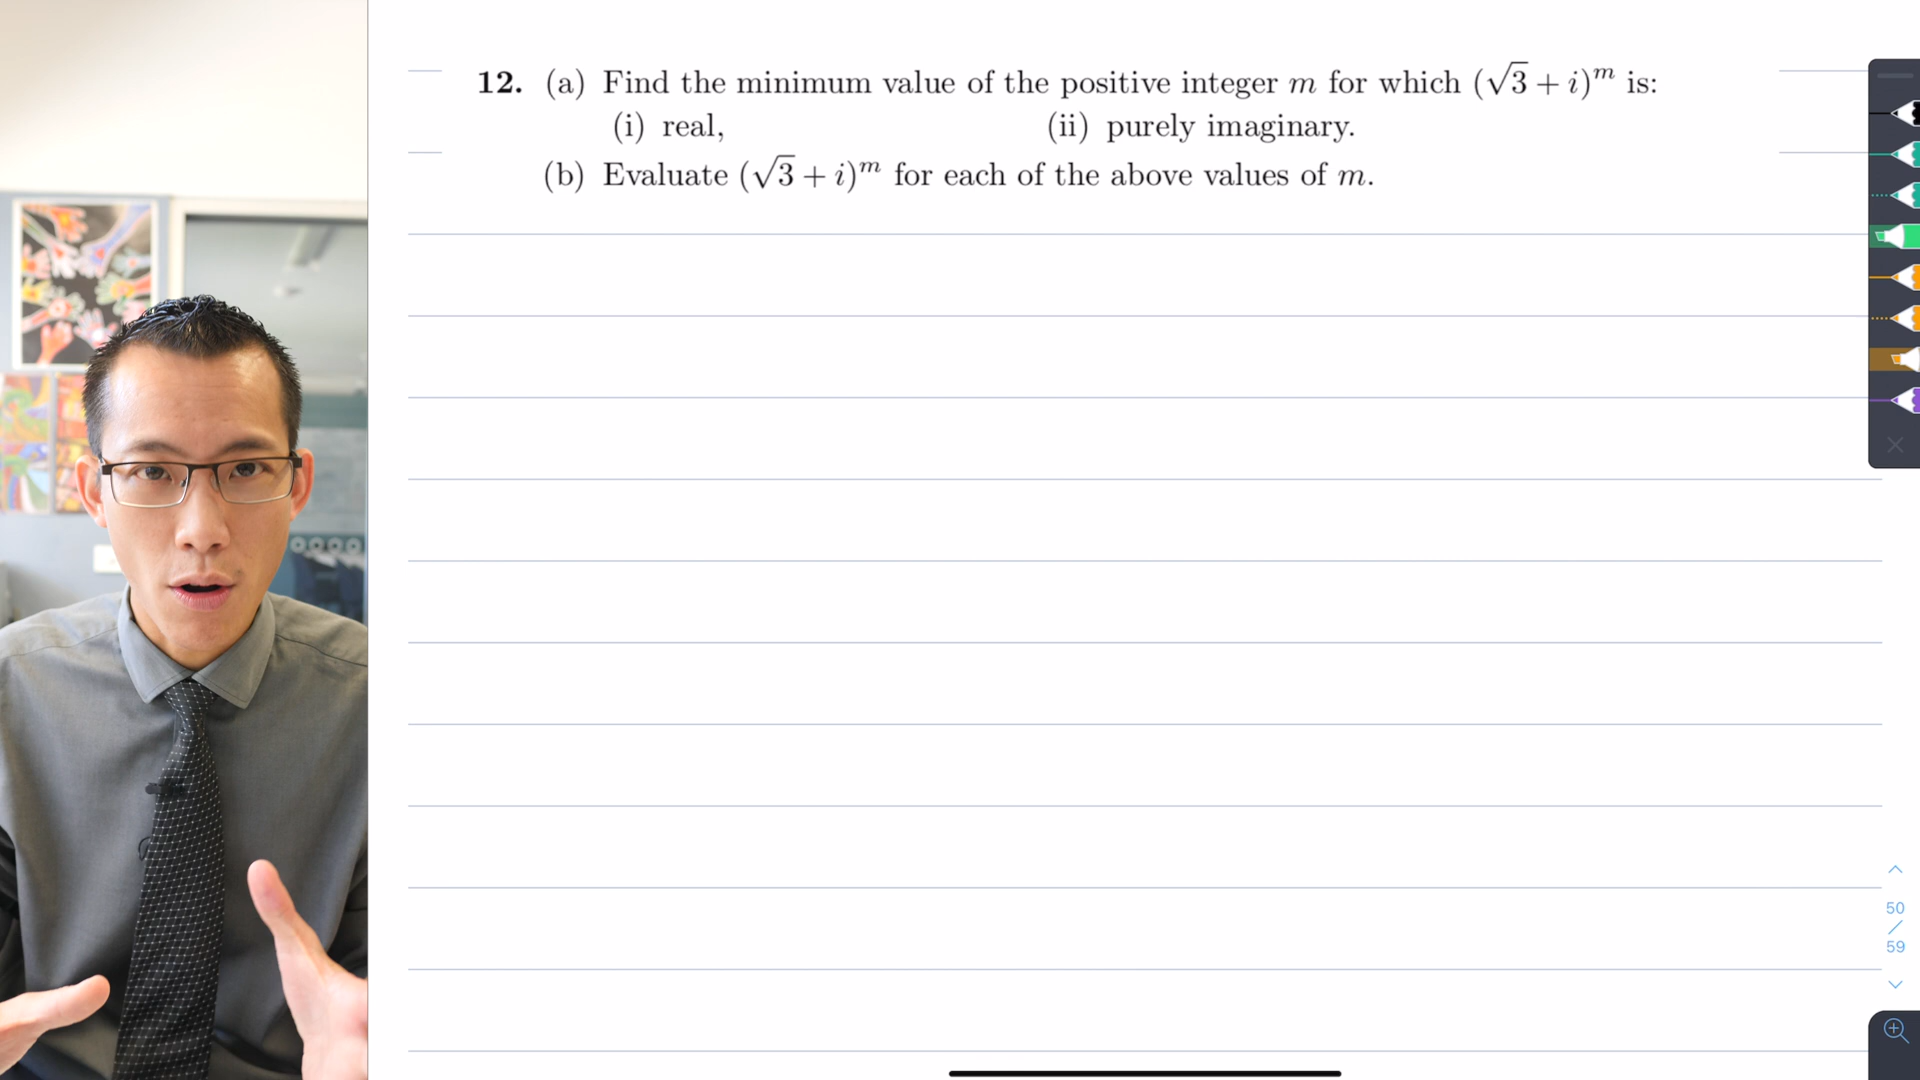 12. (a) Find the minimum value of the positive integer m for which (√3 + i)^m is:
(i) real, (ii) purely imaginary.
(b) Evaluate (√3 + i)^m for each of the above values of m.
50
/
59